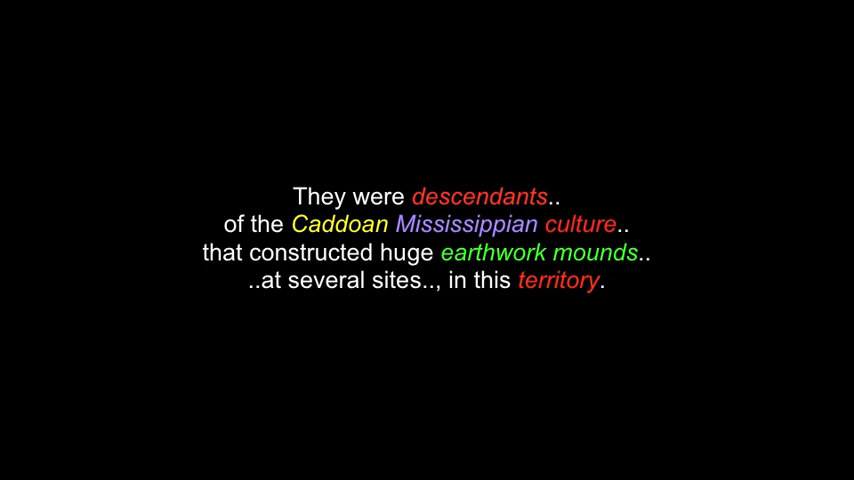 They were descendants..
of the Caddoan Mississippian culture..
that constructed huge earthwork mounds..
..at several sites.., in this territory.